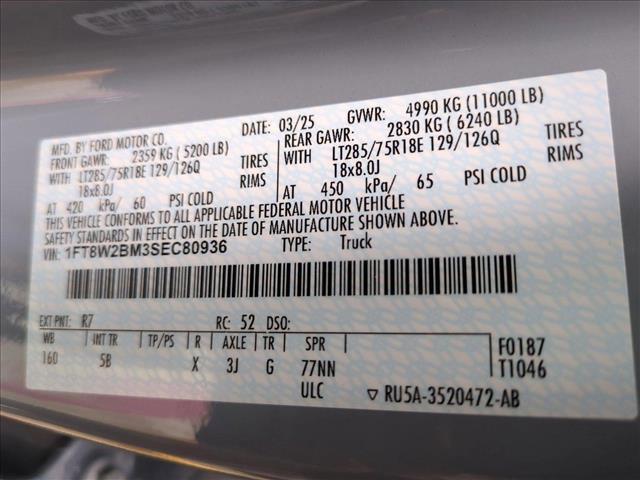 MFD. BY FORD MOTOR CO.
DATE: 03/25 GVWR: 4990 KG (11000 LB)
FRONT GAWR: 2359 KG (5200 LB)
REAR GAWR: 2830 KG (6240 LB)
WITH LT285/75R18E 129/126Q TIRES
WITH LT285/75R18E 129/126Q TIRES
18x8.0J RIMS
18x8.0J RIMS
AT 420 kPa/ 60 PSI COLD
AT 450 kPa/ 65 PSI COLD
THIS VEHICLE CONFORMS TO ALL APPLICABLE FEDERAL MOTOR VEHICLE
SAFETY STANDARDS IN EFFECT ON THE DATE OF MANUFACTURE SHOWN ABOVE.
VIN: 1FT8W2BM3SEC80936 TYPE: Truck
EXT PNT: R7 RC: 52 DSO:
WB INT TR TP/PS R AXLE TR SPR F0187
160 5B X 3J G 77NN T1046
ULC ▽ RU5A-3520472-AB